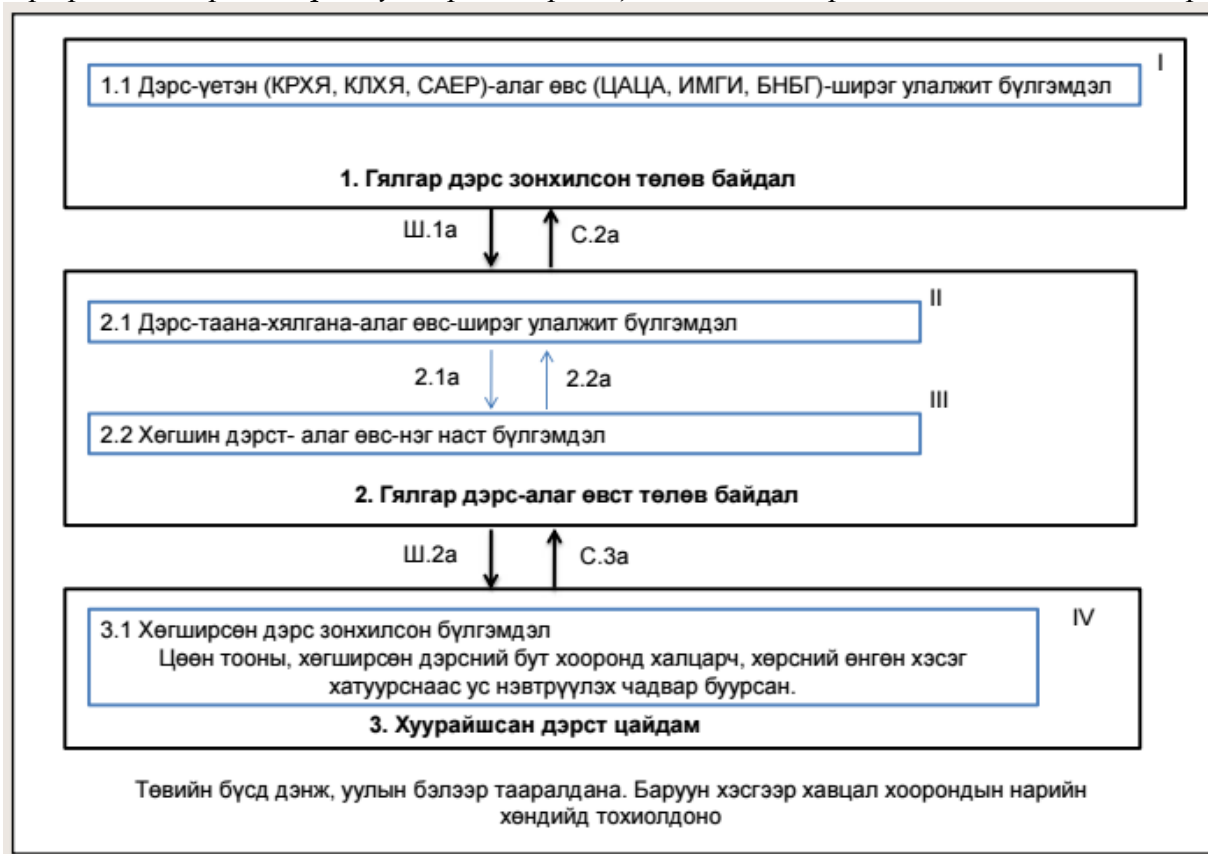 I
1.1 Дэрс-үетэн (КРХЯ, КЛХЯ, САЕР)-алаг өвс (ЦАЦА, ИМГИ, БНБГ)-ширэг улалжит бүлгэмдэл
1. Гялгар дэрс зонхилсон төлөв байдал
Ш.1а
С.2а
II
2.1 Дэрс-таана-хялгана-алаг өвс-ширэг улалжит бүлгэмдэл
2.1а
2.2а
III
2.2 Хөгшин дэрст- алаг өвс-нэг наст бүлгэмдэл
2. Гялгар дэрс-алаг өвст төлөв байдал
Ш.2а
С.3а
IV
3.1 Хөгширсөн дэрс зонхилсон бүлгэмдэл
Цөөн тооны, хөгширсөн дэрсний бут хооронд халцарч, хөрсний өнгөн хэсэг
хатуурснаас ус нэвтрүүлэх чадвар буурсан.
3. Хуурайшсан дэрст цайдам
Төвийн бүсд дэнж, уулын бэлээр тааралдана. Баруун хэсгээр хавцал хоорондын нарийн
хөндийд тохиолдоно